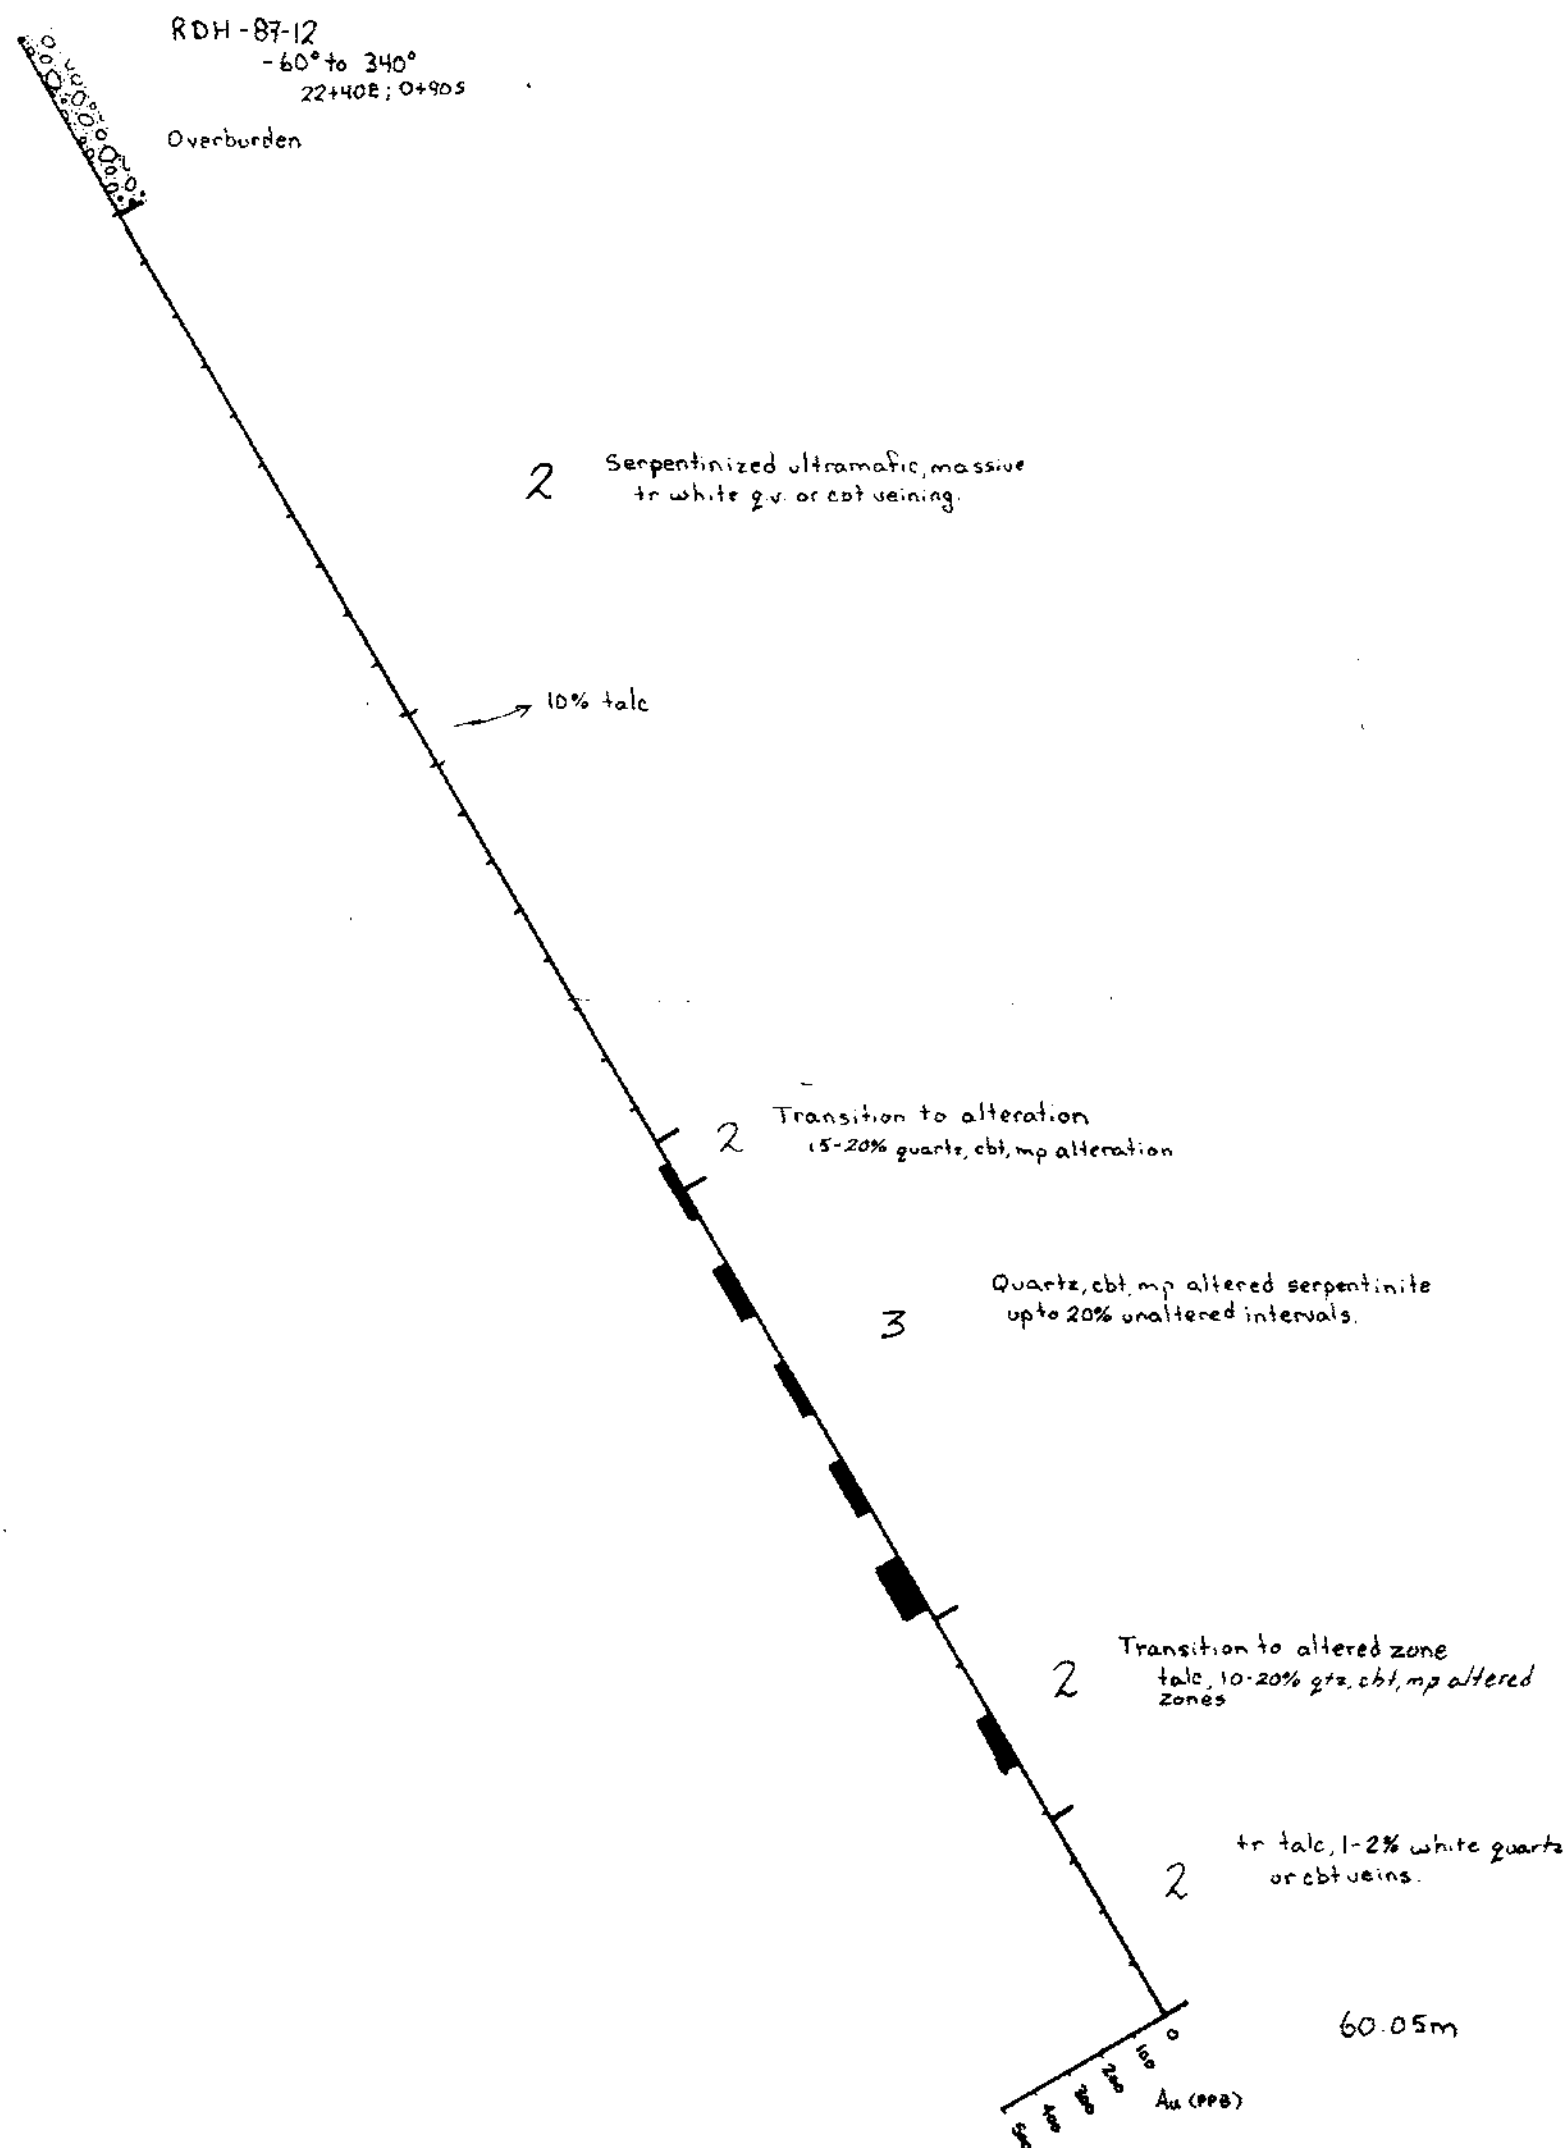 RDH-87-12
-60° to 340°
22+40E; 0+90S
Overburden
2
Serpentinized ultramafic, massive
tr white q.v. or cbt veining.
10% talc
2
Transition to alteration
15-20% quartz, cbt, mp alteration
3
Quartz, cbt, mp altered serpentinite
upto 20% unaltered intervals.
2
Transition to altered zone
talc, 10-20% qtz, cbt, mp altered
zones
2
tr talc, 1-2% white quartz
or cbt veins.
60.05m
0
100
200
300
400
500
Au (PPB)